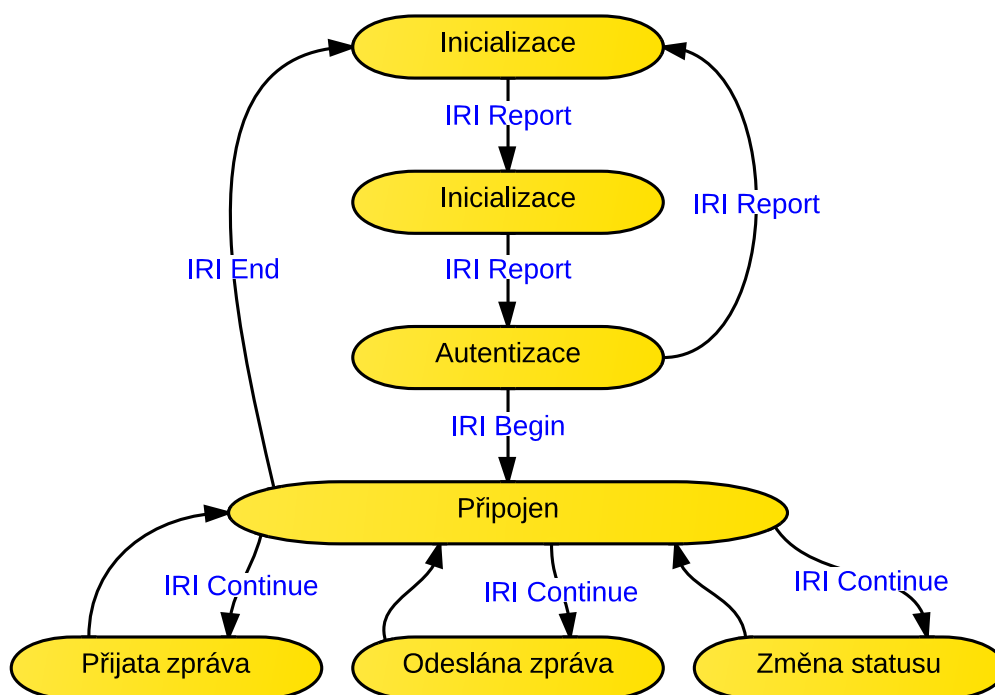 Inicializace
IRI Report
Inicializace
IRI Report
IRI Report
IRI End
Autentizace
IRI Begin
Připojen
IRI Continue
IRI Continue
IRI Continue
Přijata zpráva
Odeslána zpráva
Změna statusu